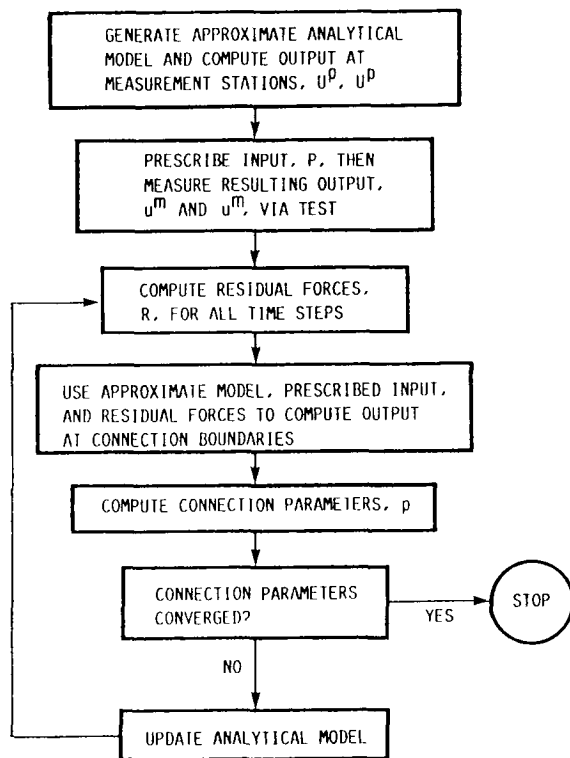 GENERATE APPROXIMATE ANALYTICAL
MODEL AND COMPUTE OUTPUT AT
MEASUREMENT STATIONS, U^p, U^p
PRESCRIBE INPUT, P, THEN
MEASURE RESULTING OUTPUT,
u^m AND u^m, VIA TEST
COMPUTE RESIDUAL FORCES,
R, FOR ALL TIME STEPS
USE APPROXIMATE MODEL, PRESCRIBED INPUT,
AND RESIDUAL FORCES TO COMPUTE OUTPUT
AT CONNECTION BOUNDARIES
COMPUTE CONNECTION PARAMETERS, p
CONNECTION PARAMETERS
CONVERGED?
YES
STOP
NO
UPDATE ANALYTICAL MODEL